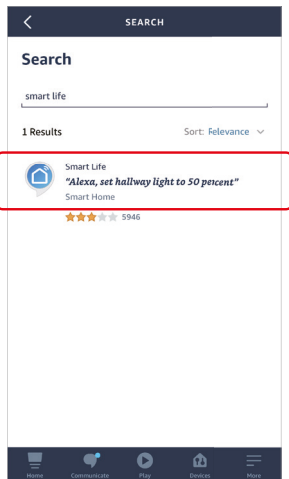 SEARCH
Search
smart life
1 Results
Sort: Relevance
Smart Life
"Alexa, set hallway light to 50 percent"
Smart Home
5946
Home
Communicate
Play
Devices
More